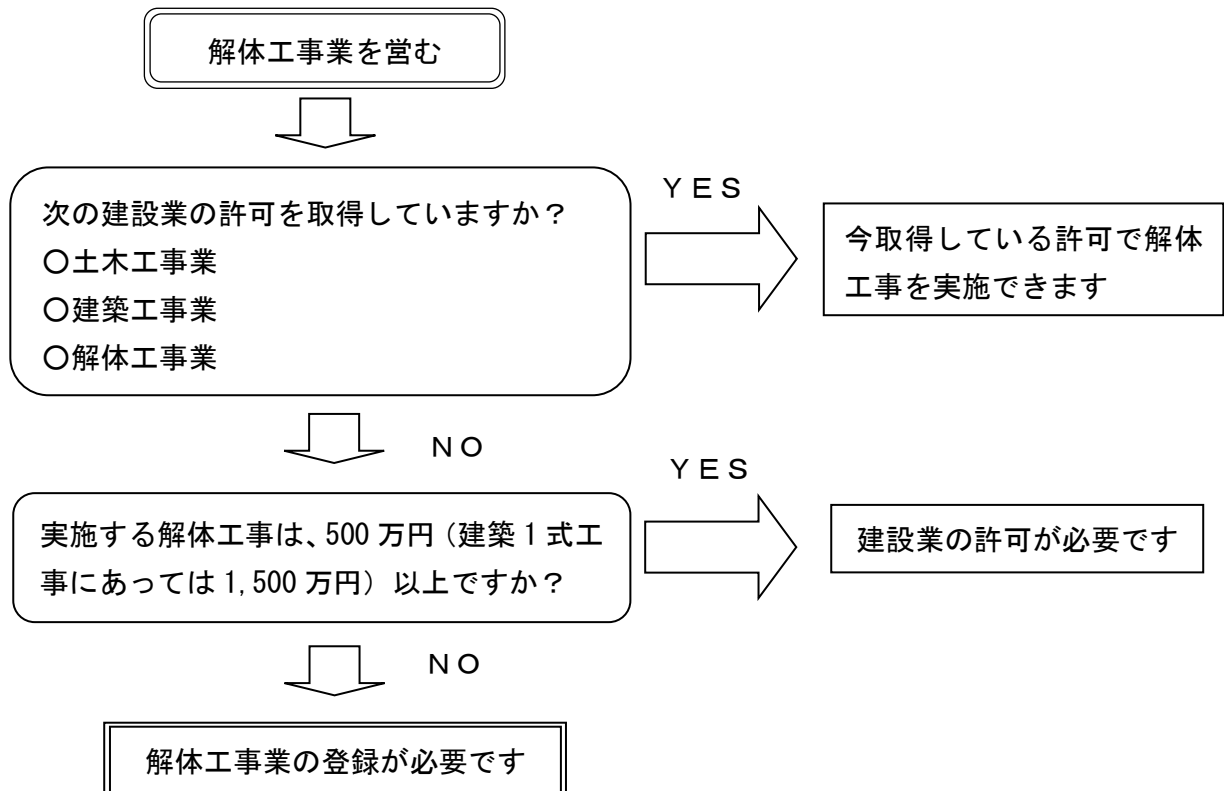 解体工事業を営む
次の建設業の許可を取得していますか？
○土木工事業
○建築工事業
○解体工事業
ＹＥＳ
今取得している許可で解体
工事を実施できます
ＮＯ
実施する解体工事は、500 万円（建築 1 式工
事にあっては 1,500 万円）以上ですか？
ＹＥＳ
建設業の許可が必要です
ＮＯ
解体工事業の登録が必要です